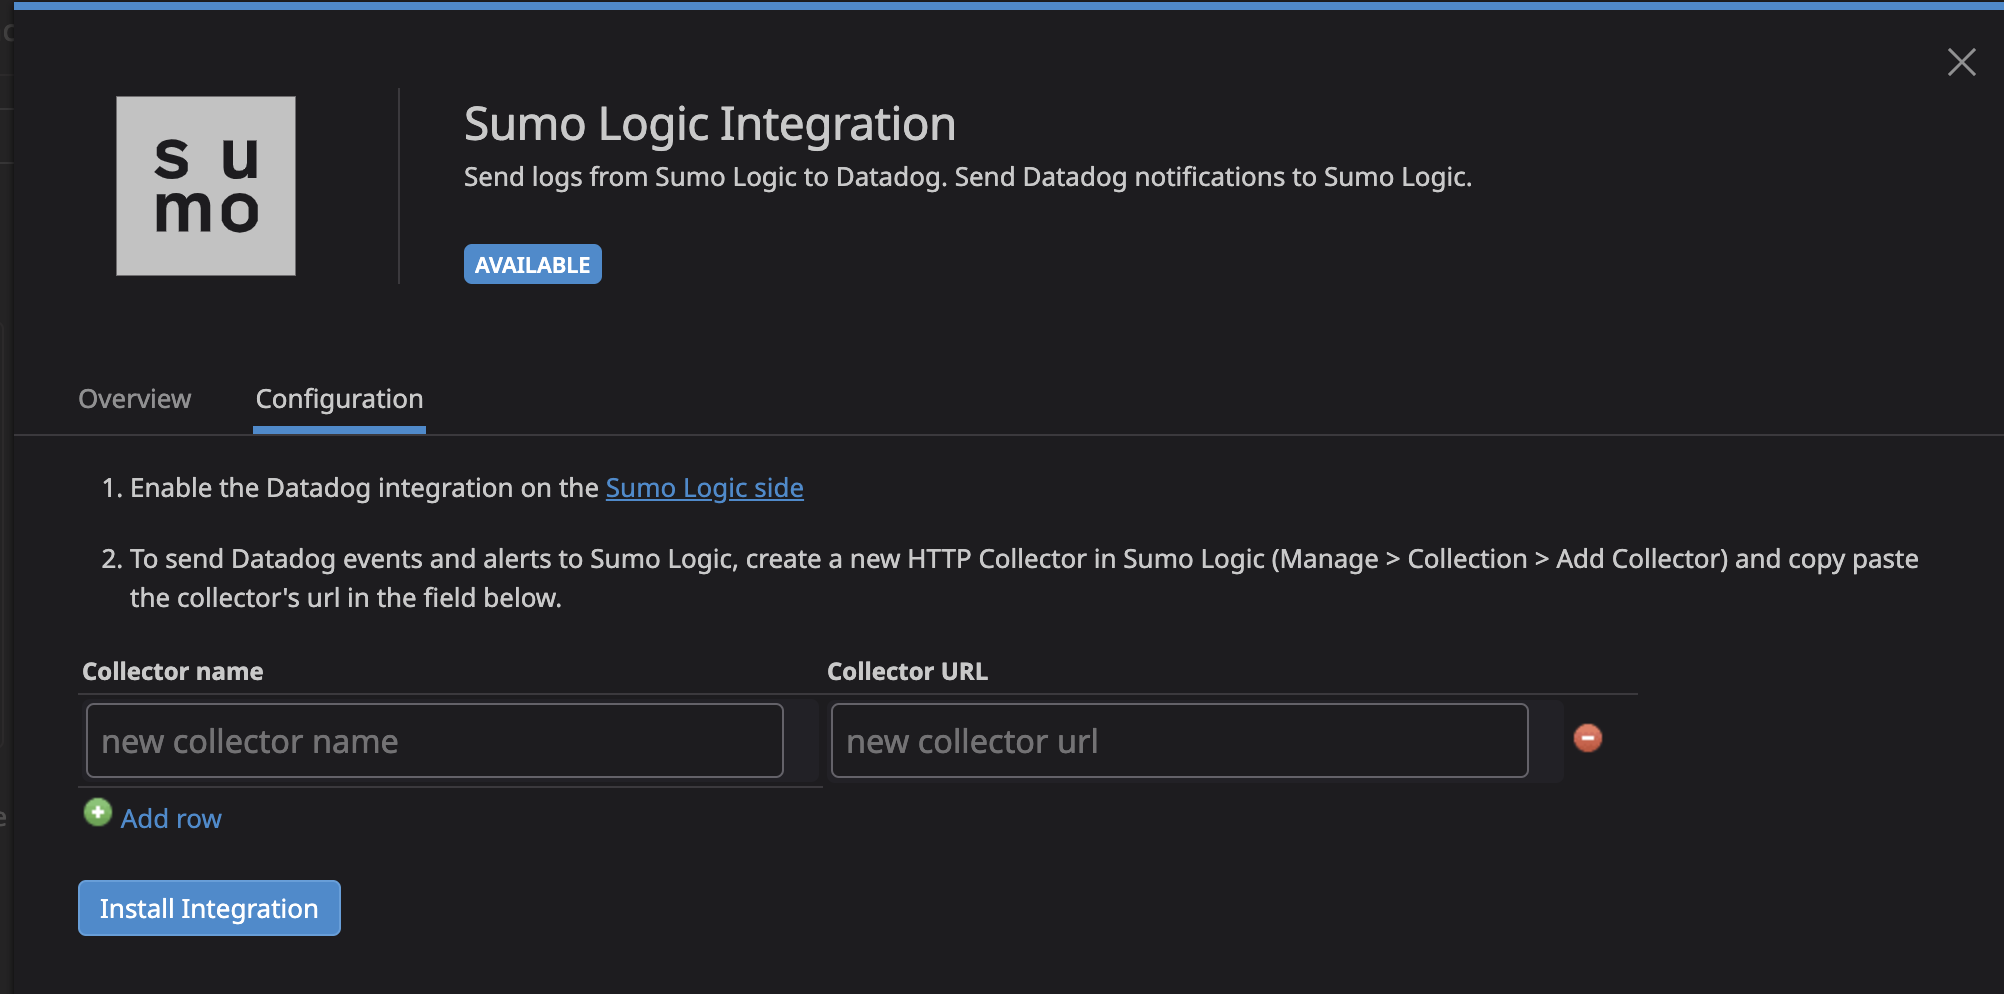 su
mo
Sumo Logic Integration
Send logs from Sumo Logic to Datadog. Send Datadog notifications to Sumo Logic.
AVAILABLE
Overview
Configuration
1. Enable the Datadog integration on the Sumo Logic side
2. To send Datadog events and alerts to Sumo Logic, create a new HTTP Collector in Sumo Logic (Manage > Collection > Add Collector) and copy paste
the collector's url in the field below.
Collector name
Collector URL
new collector name
new collector url
Add row
Install Integration